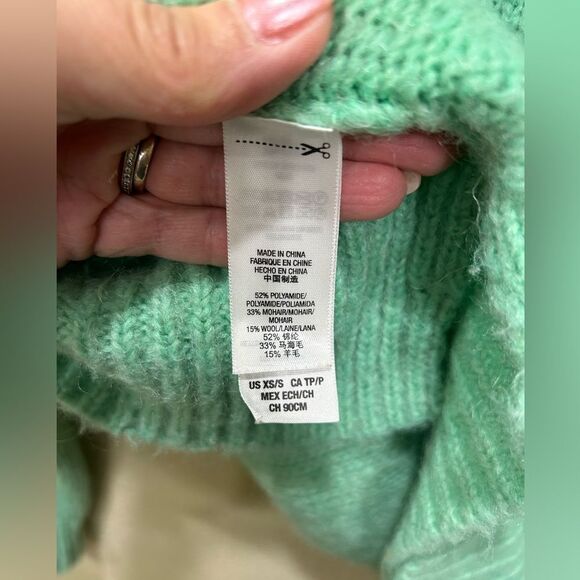 MADE IN CHINA
FABRIQUE EN CHINE
HECHO EN CHINA
中国制造
52% POLYAMIDE/
POLYAMIDE/POLIAMIDA
33% MOHAIR/MOHAIR/
MOHAIR
15% WOOL/LAINE/LANA
52% 锦纶
33% 马海毛
15% 羊毛
US XS/S CA TP/P
MEX ECH/CH
CH 90CM